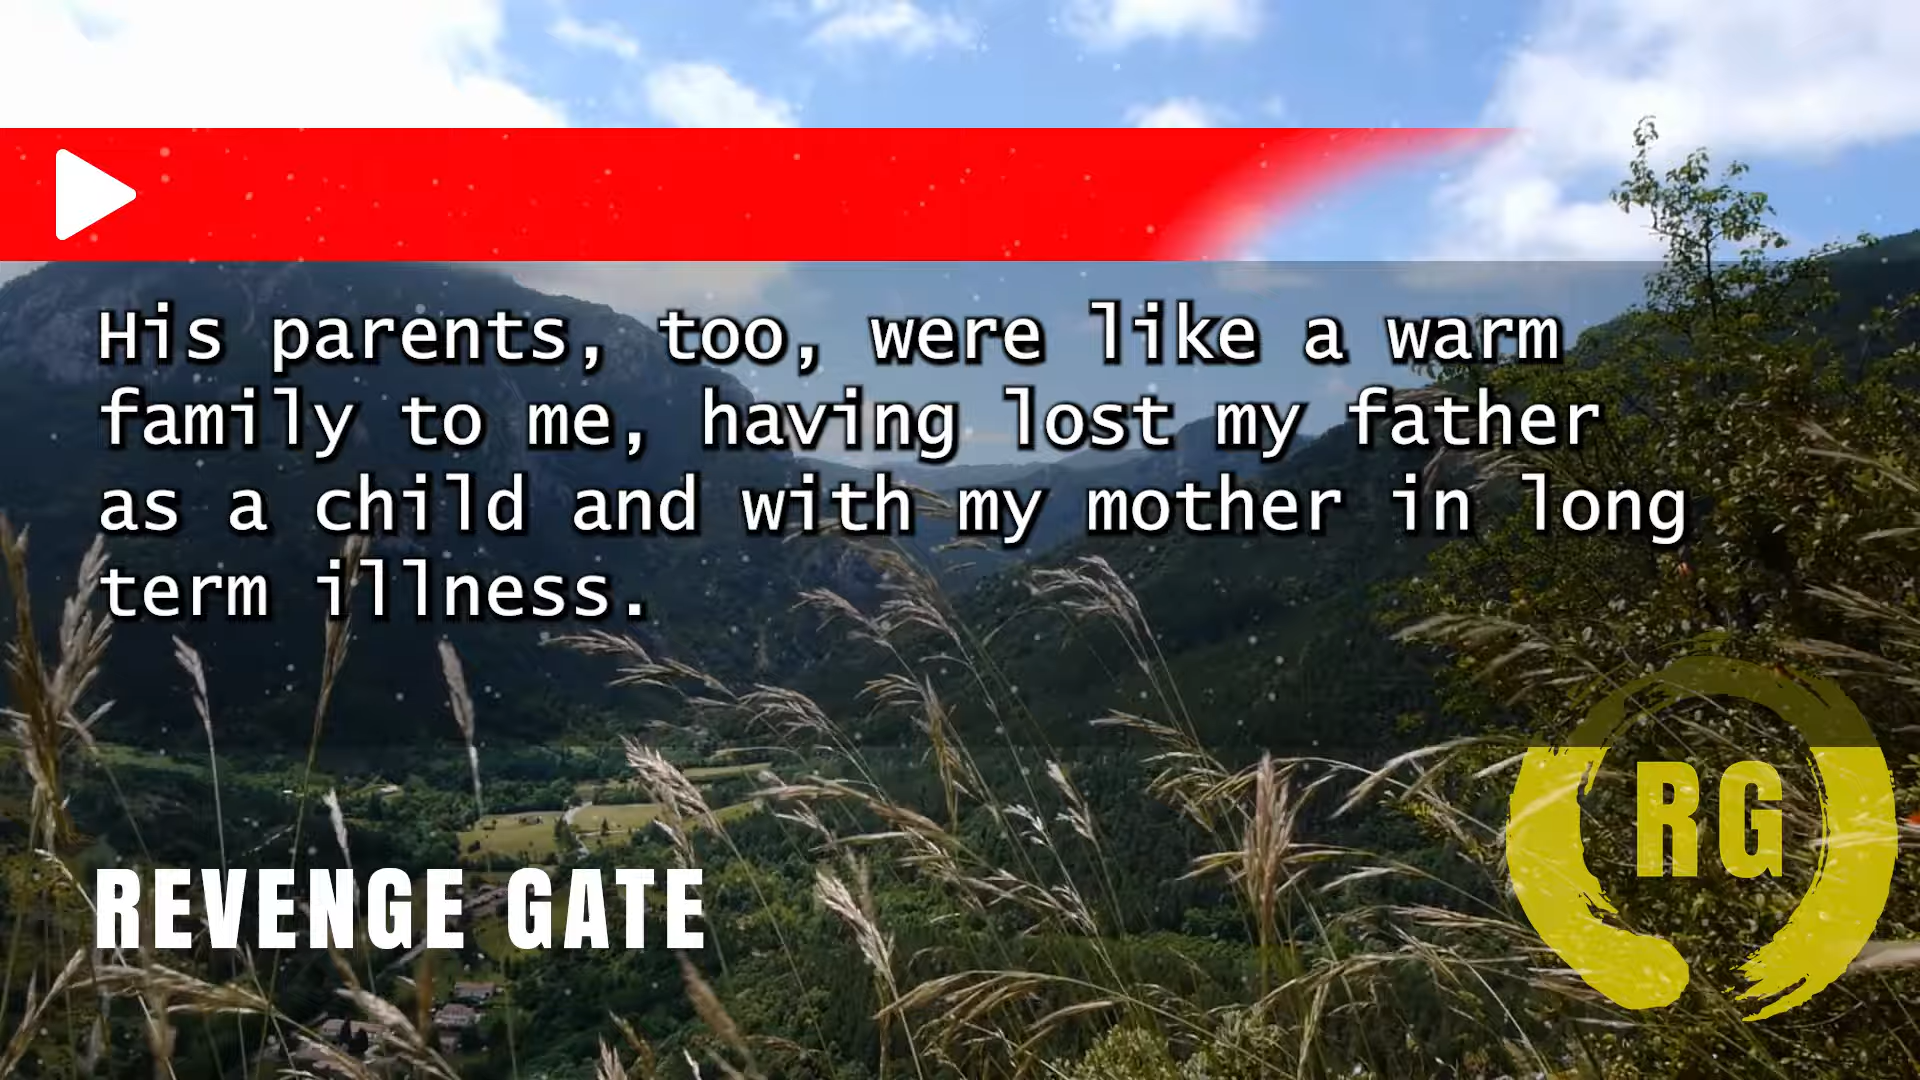 His parents, too, were like a warm
family to me, having lost my father
as a child and with my mother in long
term illness.
REVENGE GATE
RG